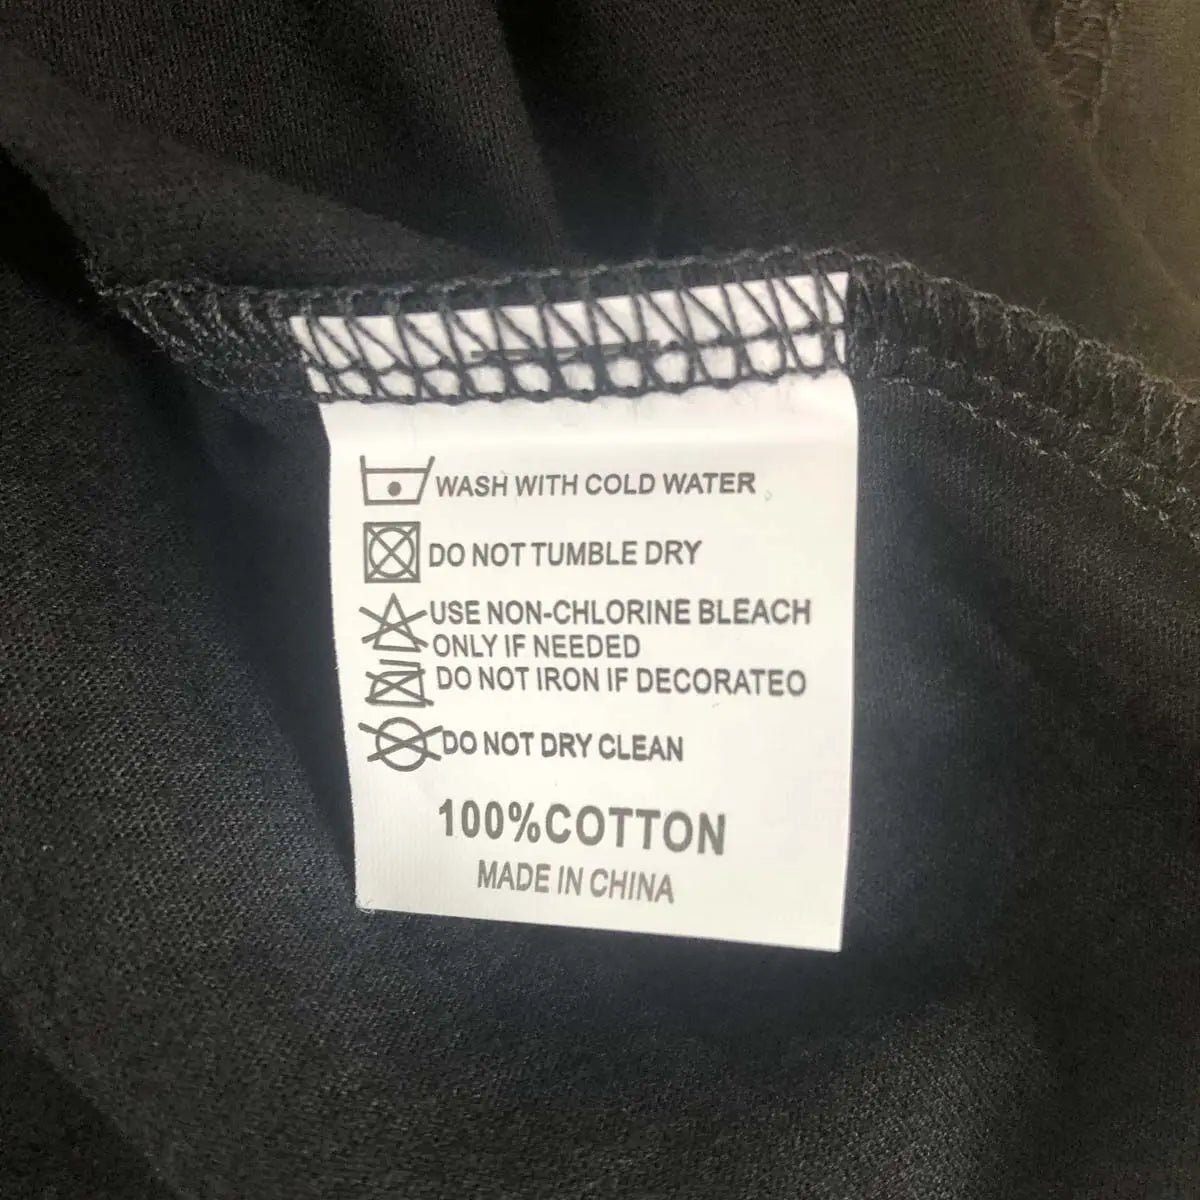 WASH WITH COLD WATER
DO NOT TUMBLE DRY
USE NON-CHLORINE BLEACH
ONLY IF NEEDED
DO NOT IRON IF DECORATEO
DO NOT DRY CLEAN
100%COTTON
MADE IN CHINA